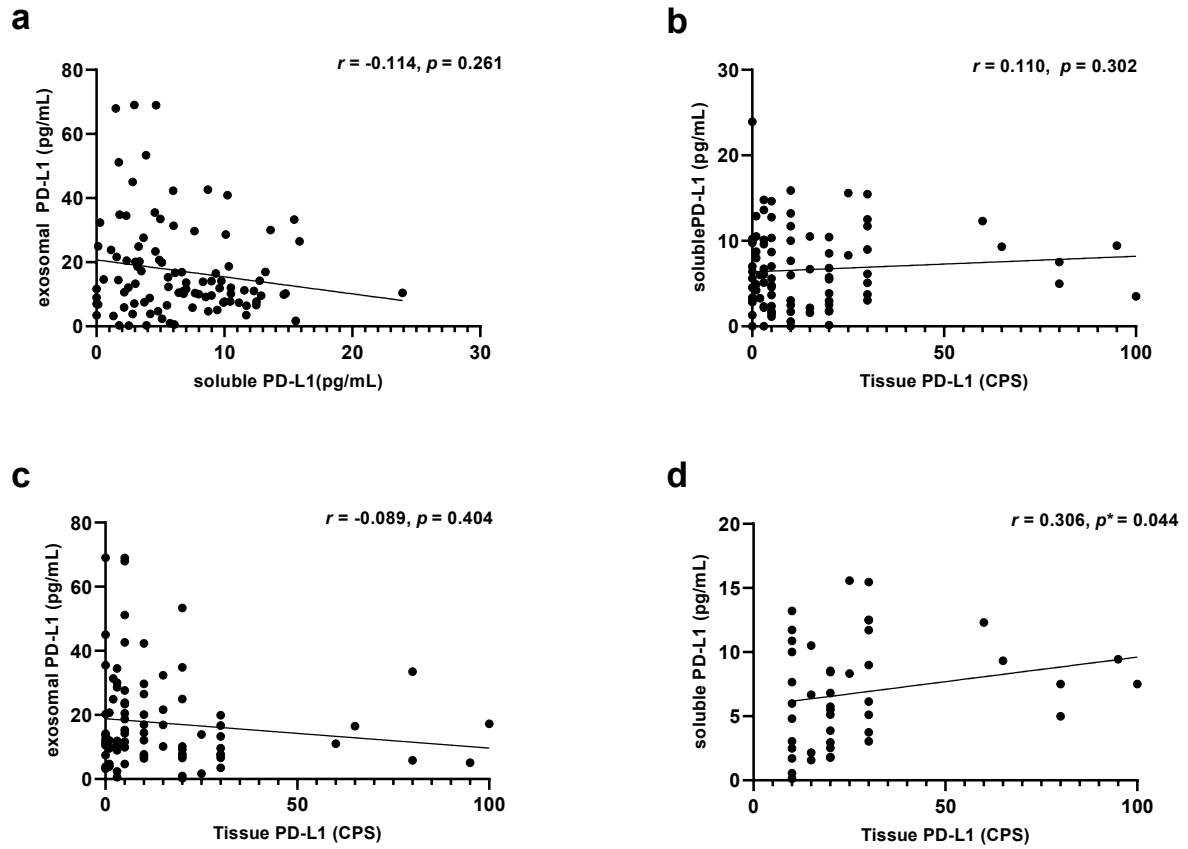 a
r = -0.114, p = 0.261
80
60
40
20
0
exosomal PD-L1 (pg/mL)
0 10 20 30
soluble PD-L1(pg/mL)
b
r = 0.110, p = 0.302
30
20
10
0
solublePD-L1 (pg/mL)
0 50 100
Tissue PD-L1 (CPS)
c
r = -0.089, p = 0.404
80
60
40
20
0
exosomal PD-L1 (pg/mL)
0 50 100
Tissue PD-L1 (CPS)
d
r = 0.306, p* = 0.044
20
15
10
5
0
soluble PD-L1 (pg/mL)
0 50 100
Tissue PD-L1 (CPS)